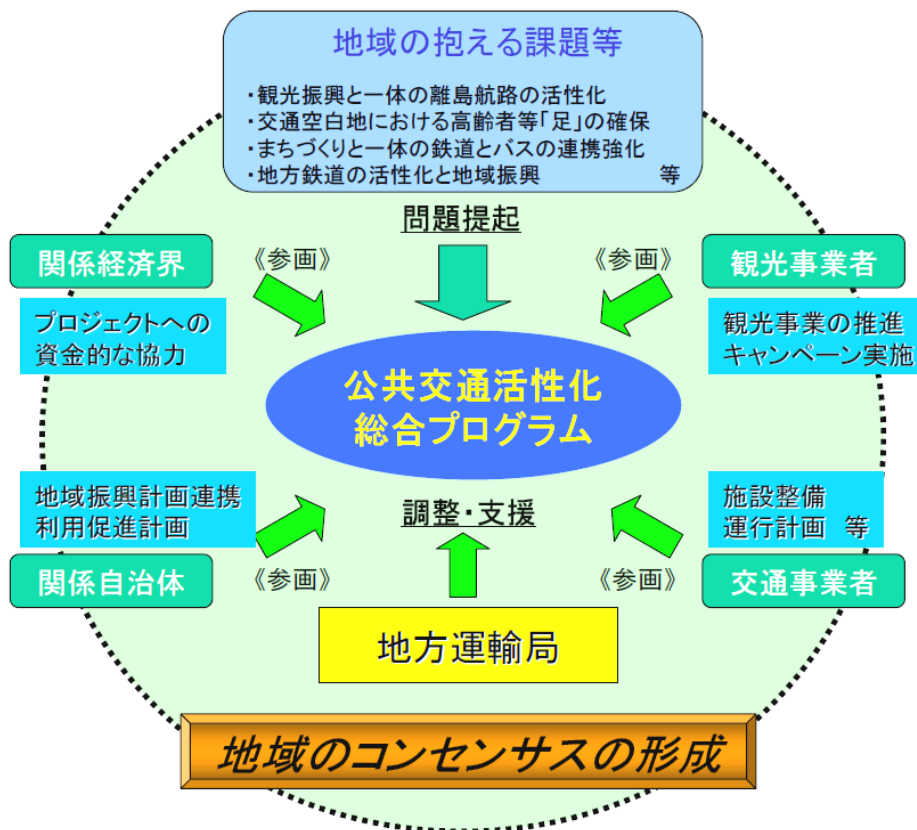 地域の抱える課題等
・観光振興と一体の離島航路の活性化
・交通空白地における高齢者等「足」の確保
・まちづくりと一体の鉄道とバスの連携強化
・地方鉄道の活性化と地域振興　等
問題提起
関係経済界
《参画》
プロジェクトへの
資金的な協力
《参画》
観光事業者
観光事業の推進
キャンペーン実施
公共交通活性化
総合プログラム
地域振興計画連携
利用促進計画
関係自治体
《参画》
調整・支援
施設整備
運行計画　等
《参画》
交通事業者
地方運輸局
地域のコンセンサスの形成